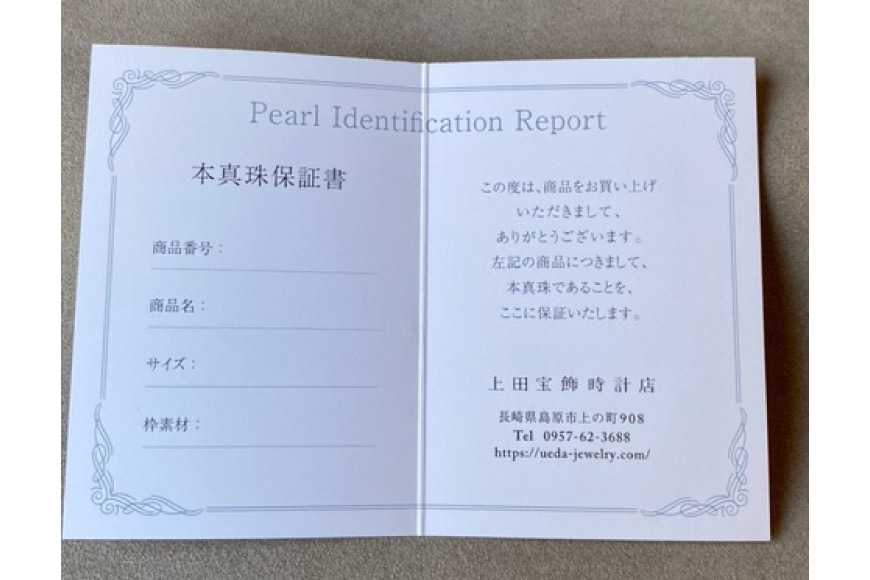 Pearl Identification Report
本真珠保証書
商品番号：
商品名：
サイズ：
枠素材：
この度は、商品をお買い上げ
いただきまして、
ありがとうございます。
左記の商品につきまして、
本真珠であることを、
ここに保証いたします。
上田宝飾時計店
長崎県島原市上の町908
Tel 0957-62-3688
https://ueda-jewelry.com/